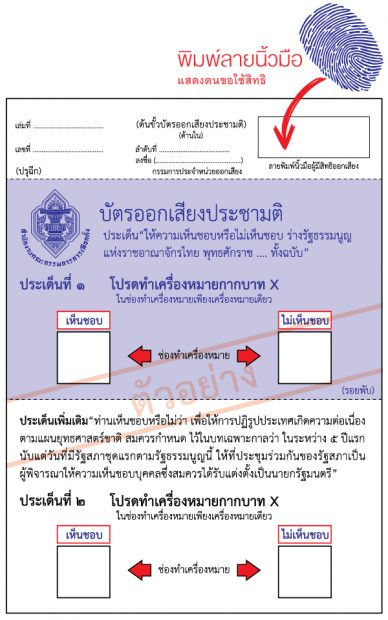 พิมพ์ลายนิ้วมือ
แสดงตนขอใช้สิทธิ
เล่มที่ ................................ (ต้นขั้วบัตรออกเสียงประชามติ)
(ด้านใน)
เลขที่ ................................ ลำดับที่ ................................
ลงชื่อ (................................)
(ปรุฉีก) กรรมการประจำหน่วยออกเสียง ลายพิมพ์นิ้วมือผู้มีสิทธิออกเสียง
สำนักงานคณะกรรมการการเลือกตั้ง
บัตรออกเสียงประชามติ
ประเด็น"ให้ความเห็นชอบหรือไม่เห็นชอบ ร่างรัฐธรรมนูญ
แห่งราชอาณาจักรไทย พุทธศักราช .... ทั้งฉบับ"
ประเด็นที่ ๑ โปรดทำเครื่องหมายกากบาท X
ในช่องทำเครื่องหมายเพียงเครื่องหมายเดียว
เห็นชอบ ไม่เห็นชอบ
ช่องทำเครื่องหมาย
ตัวอย่าง
(รอยพับ)
ประเด็นเพิ่มเติม"ท่านเห็นชอบหรือไม่ว่า เพื่อให้การปฏิรูปประเทศเกิดความต่อเนื่อง
ตามแผนยุทธศาสตร์ชาติ สมควรกำหนด ไว้ในบทเฉพาะกาลว่า ในระหว่าง ๕ ปีแรก
นับแต่วันที่มีรัฐสภาชุดแรกตามรัฐธรรมนูญนี้ ให้ที่ประชุมร่วมกันของรัฐสภาเป็น
ผู้พิจารณาให้ความเห็นชอบบุคคลซึ่งสมควรได้รับแต่งตั้งเป็นนายกรัฐมนตรี"
ประเด็นที่ ๒ โปรดทำเครื่องหมายกากบาท X
ในช่องทำเครื่องหมายเพียงเครื่องหมายเดียว
เห็นชอบ ไม่เห็นชอบ
ช่องทำเครื่องหมาย